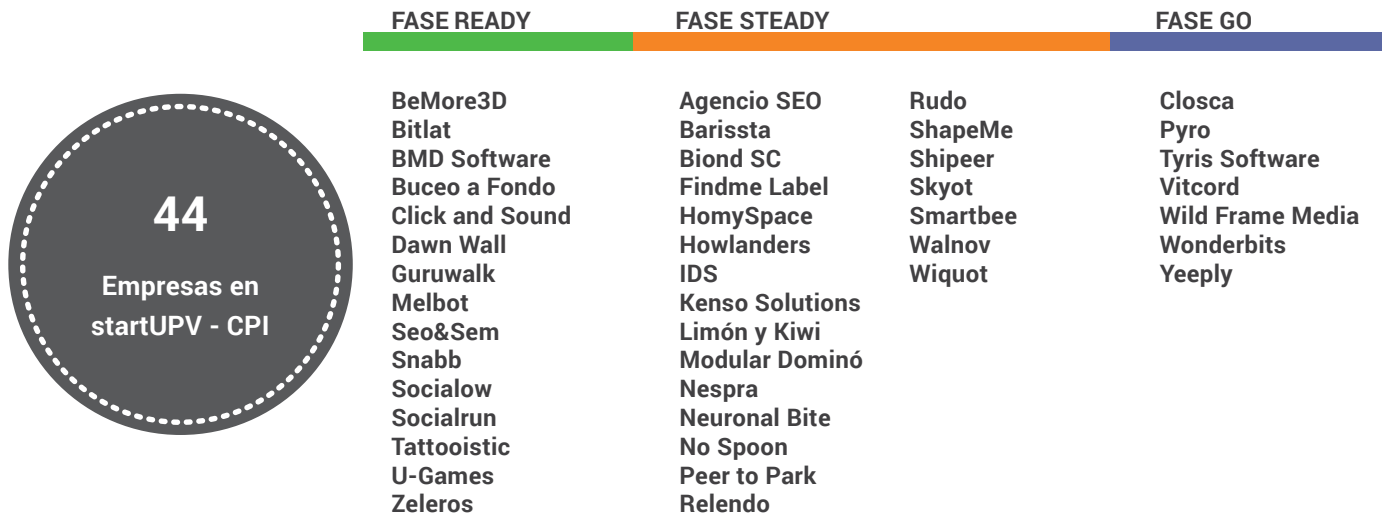 44
Empresas en
startUPV - CPI
FASE READY
BeMore3D
Bitlat
BMD Software
Buceo a Fondo
Click and Sound
Dawn Wall
Guruwalk
Melbot
Seo&Sem
Snabb
Socialow
Socialrun
Tattooistic
U-Games
Zeleros
FASE STEADY
Agencio SEO
Barissta
Biond SC
Findme Label
HomySpace
Howlanders
IDS
Kenso Solutions
Limón y Kiwi
Modular Dominó
Nespra
Neuronal Bite
No Spoon
Peer to Park
Relendo
Rudo
ShapeMe
Shipeer
Skyot
Smartbee
Walnov
Wiquot
FASE GO
Closca
Pyro
Tyris Software
Vitcord
Wild Frame Media
Wonderbits
Yeeply